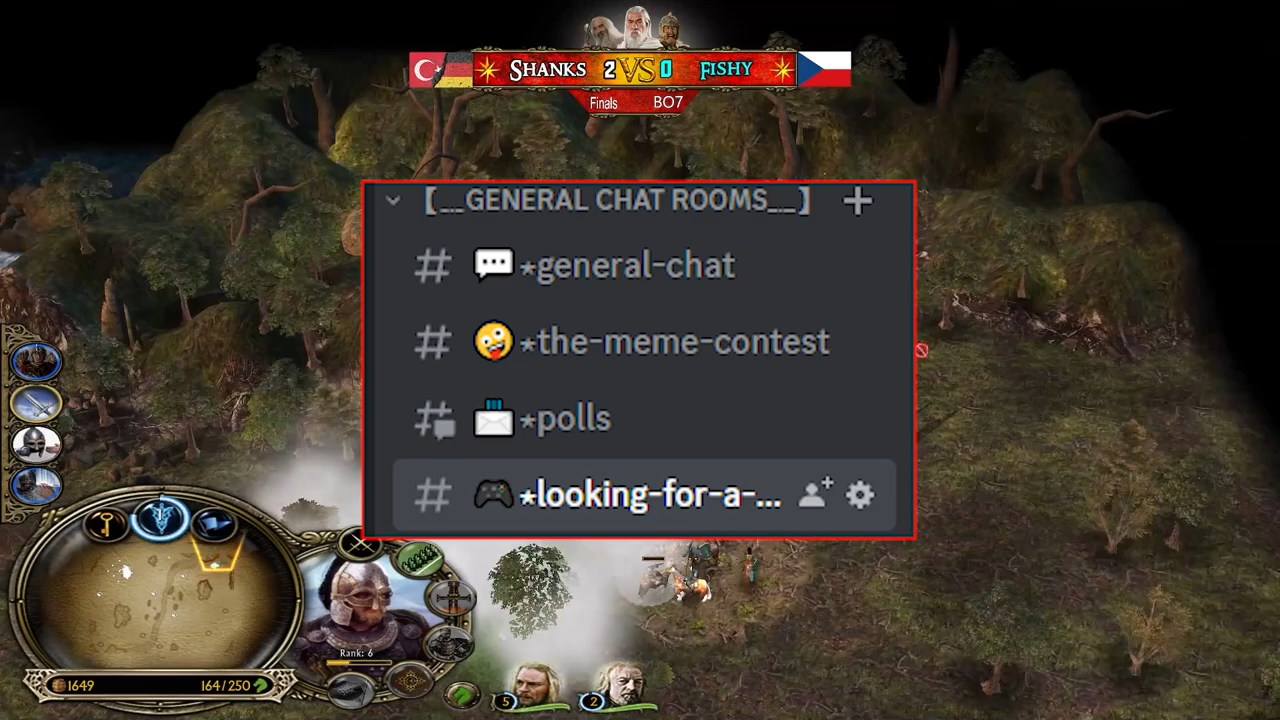 SHANKS 2 VS 0 FISHY
Finals BO7
[__GENERAL CHAT ROOMS__] +
# *general-chat
# *the-meme-contest
# *polls
# *looking-for-a-...
Rank: 6
1649 164/250
5 2